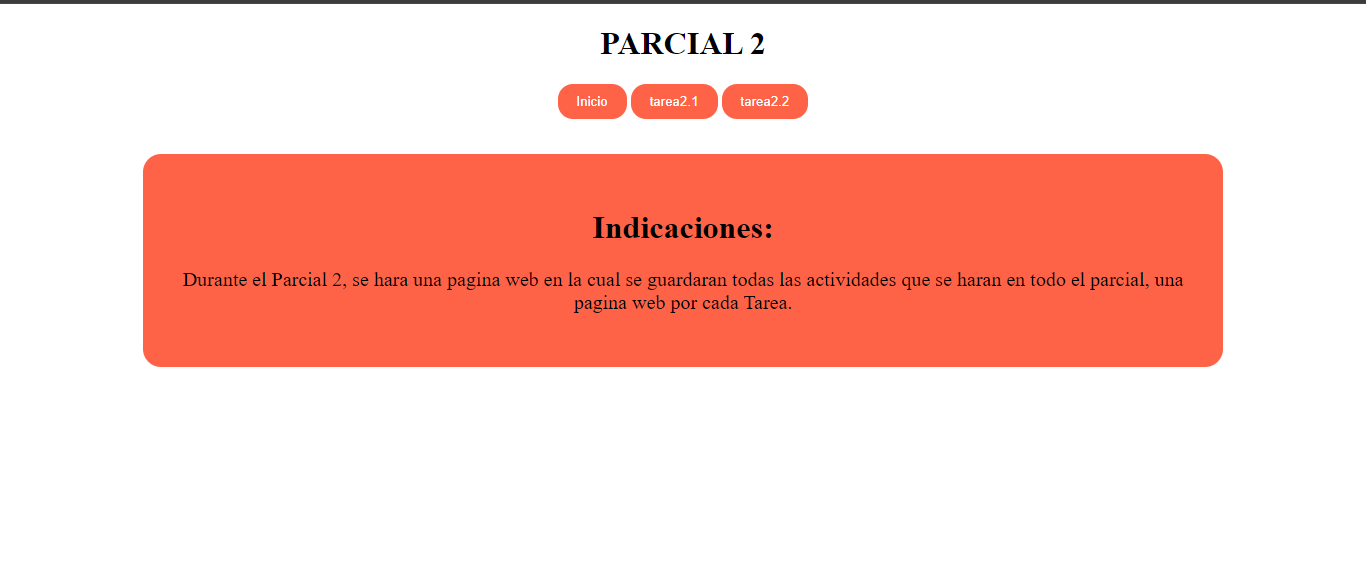 PARCIAL 2
Inicio tarea2.1 tarea2.2
Indicaciones:
Durante el Parcial 2, se hara una pagina web en la cual se guardaran todas las actividades que se haran en todo el parcial, una
pagina web por cada Tarea.